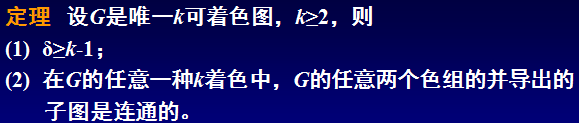 定理 设G是唯一k可着色图，k≥2，则
(1) δ≥k-1；
(2) 在G的任意一种k着色中，G的任意两个色组的并导出的
子图是连通的。